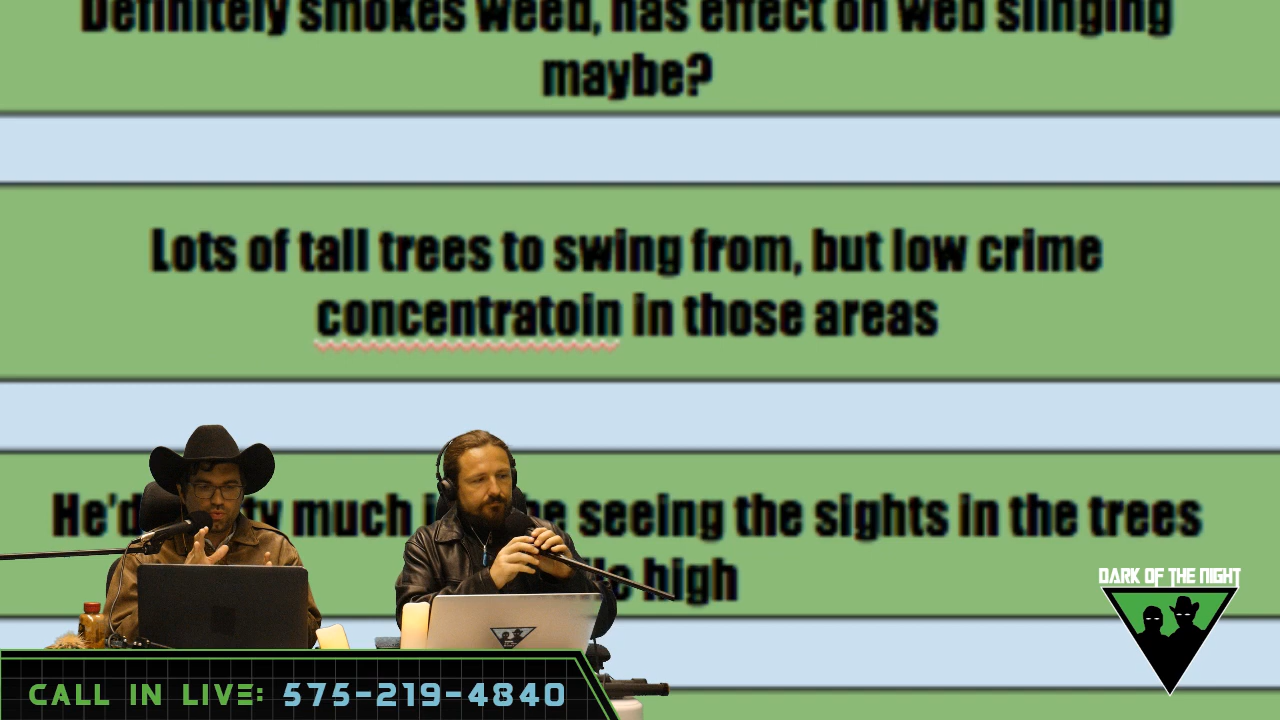 Definitely smokes weed, has effect on web slinging
maybe?
Lots of tall trees to swing from, but low crime
concentratoin in those areas
much seeing the sights in the trees
high
DARK OF THE NIGHT
CALL IN LIVE: 575-219-4840